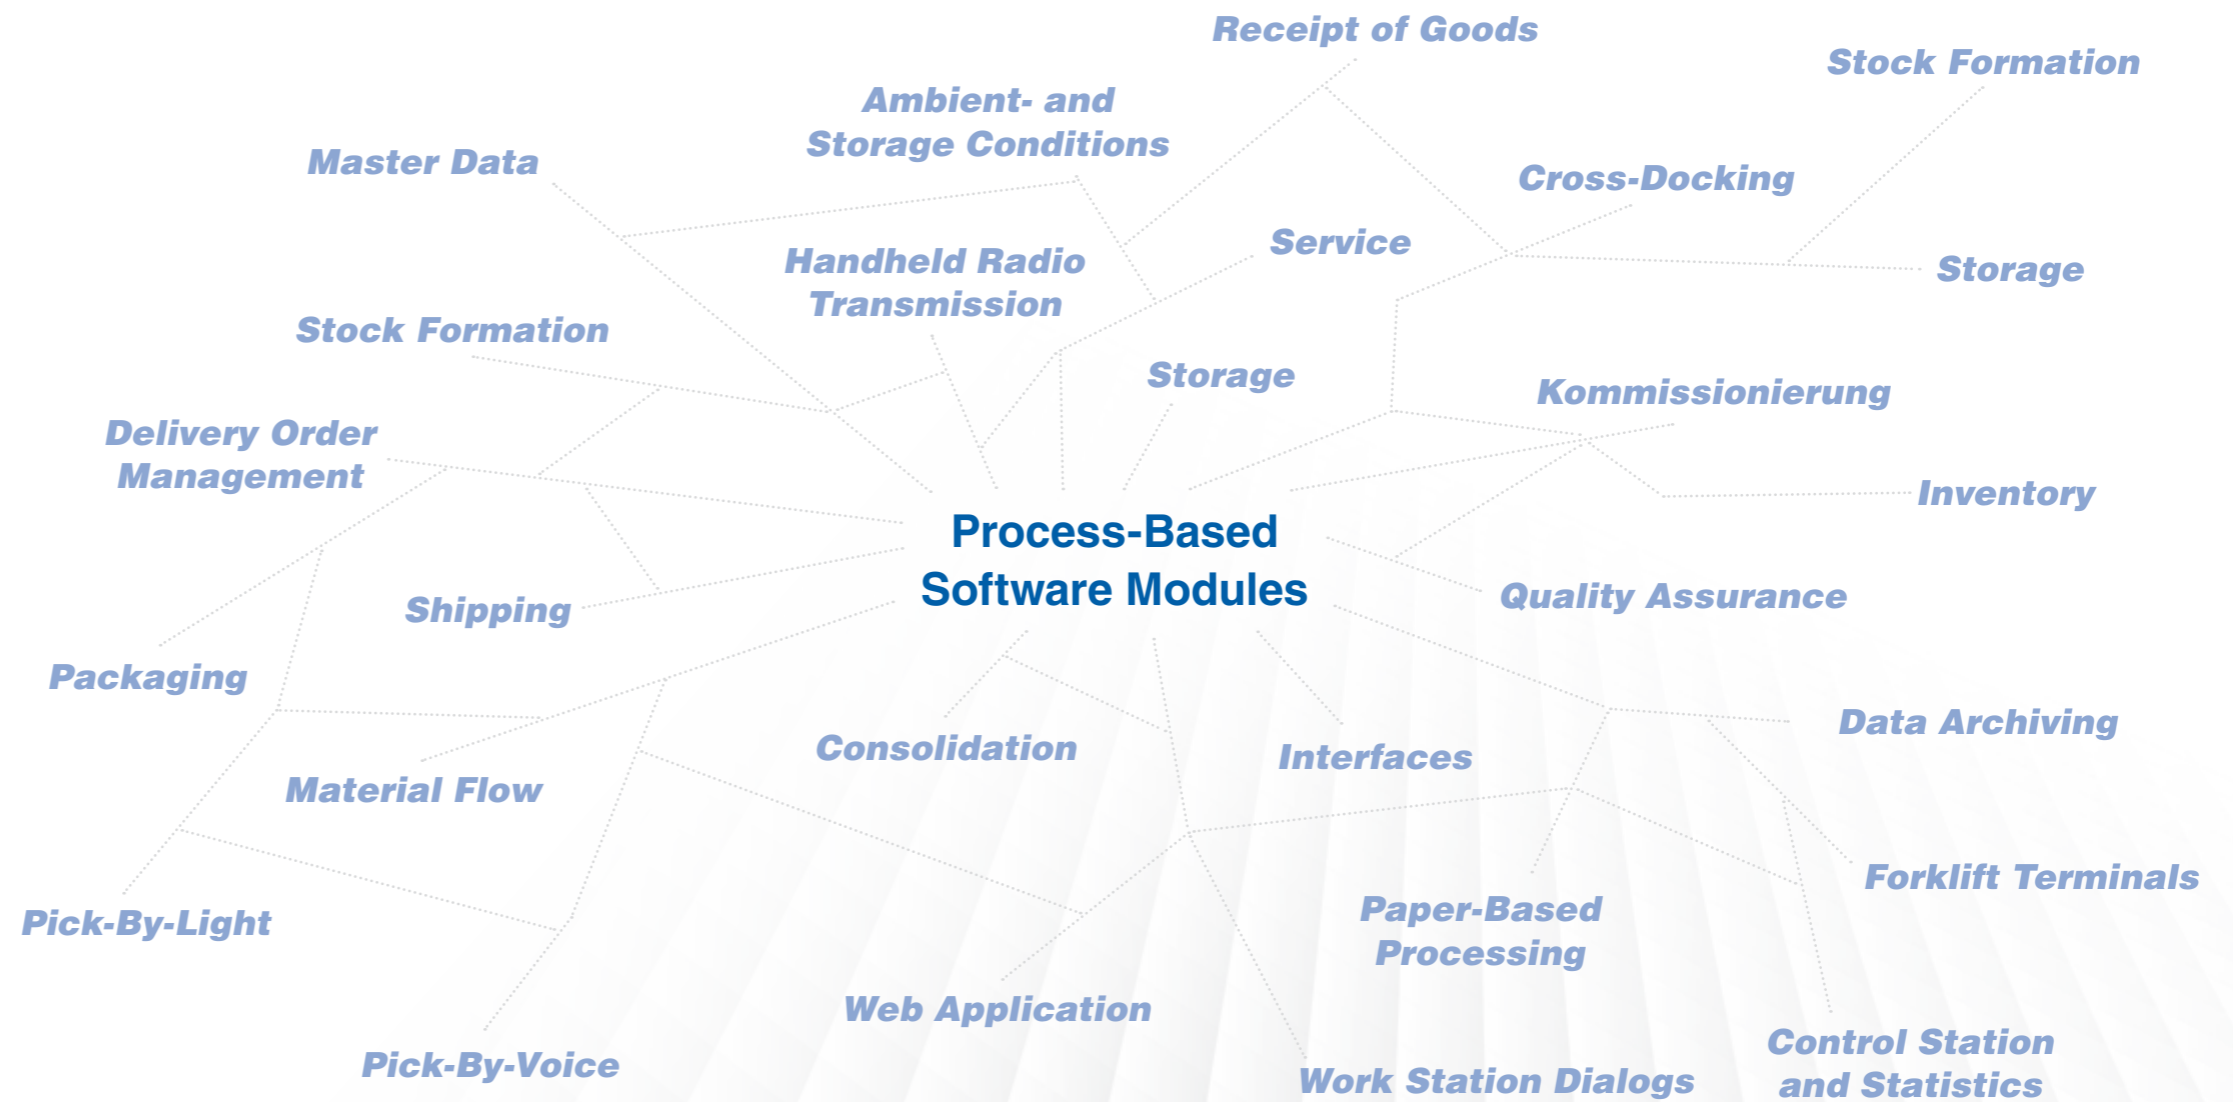 Receipt of Goods
Stock Formation
Ambient- and
Storage Conditions
Master Data
Cross-Docking
Service
Handheld Radio
Transmission
Storage
Stock Formation
Storage
Kommissionierung
Delivery Order
Management
Inventory
Process-Based
Software Modules
Quality Assurance
Shipping
Packaging
Data Archiving
Consolidation
Interfaces
Material Flow
Forklift Terminals
Paper-Based
Processing
Pick-By-Light
Web Application
Control Station
and Statistics
Pick-By-Voice
Work Station Dialogs